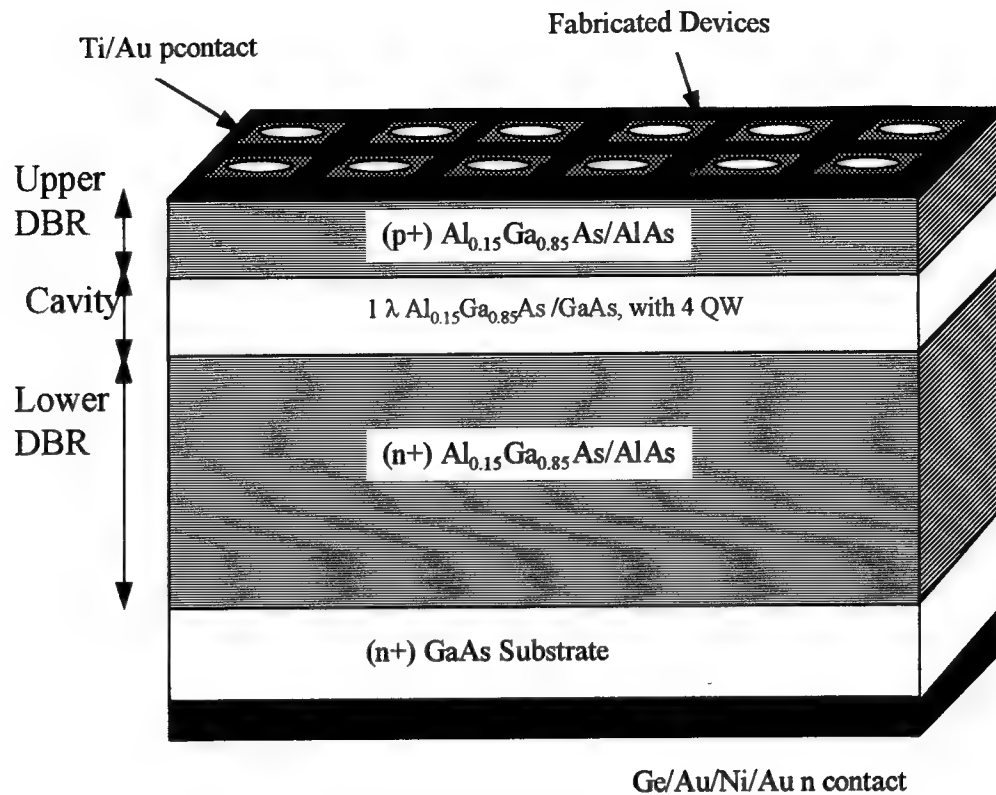 Fabricated Devices
Ti/Au pcontact
Upper
DBR
(p+) Al0.15Ga0.85As/AlAs
Cavity
1 λ Al0.15Ga0.85As /GaAs, with 4 QW
Lower
DBR
(n+) Al0.15Ga0.85As/AlAs
(n+) GaAs Substrate
Ge/Au/Ni/Au n contact